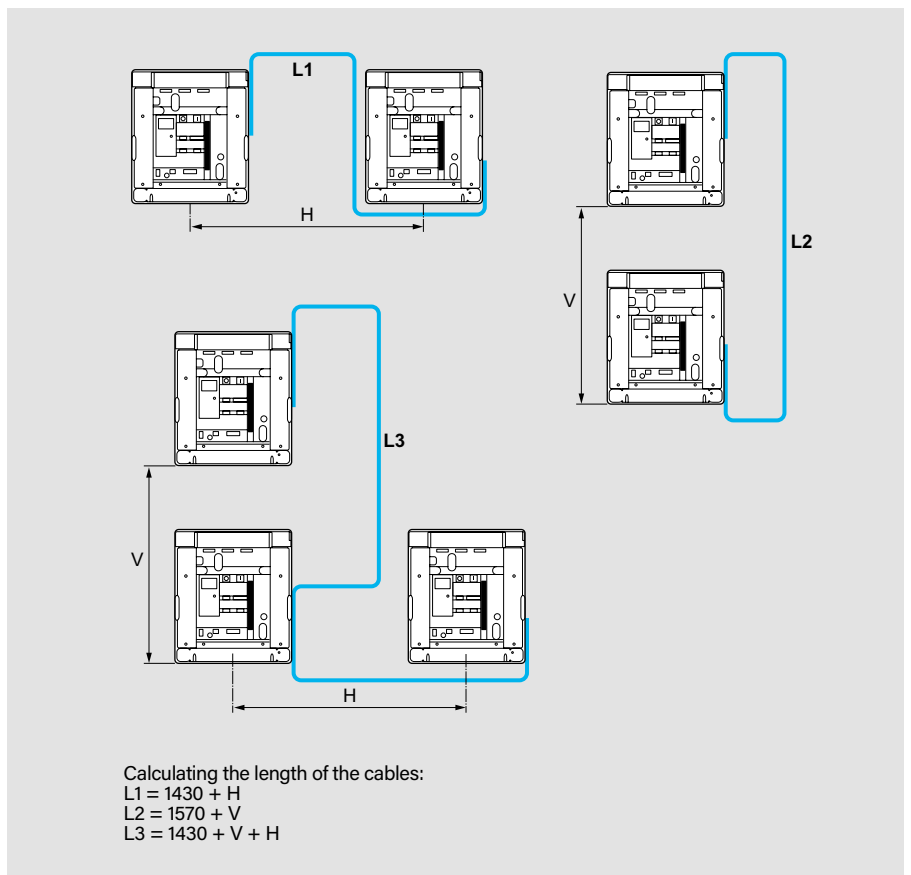 L1
H
L2
V
L3
V
H
Calculating the length of the cables:
L1 = 1430 + H
L2 = 1570 + V
L3 = 1430 + V + H